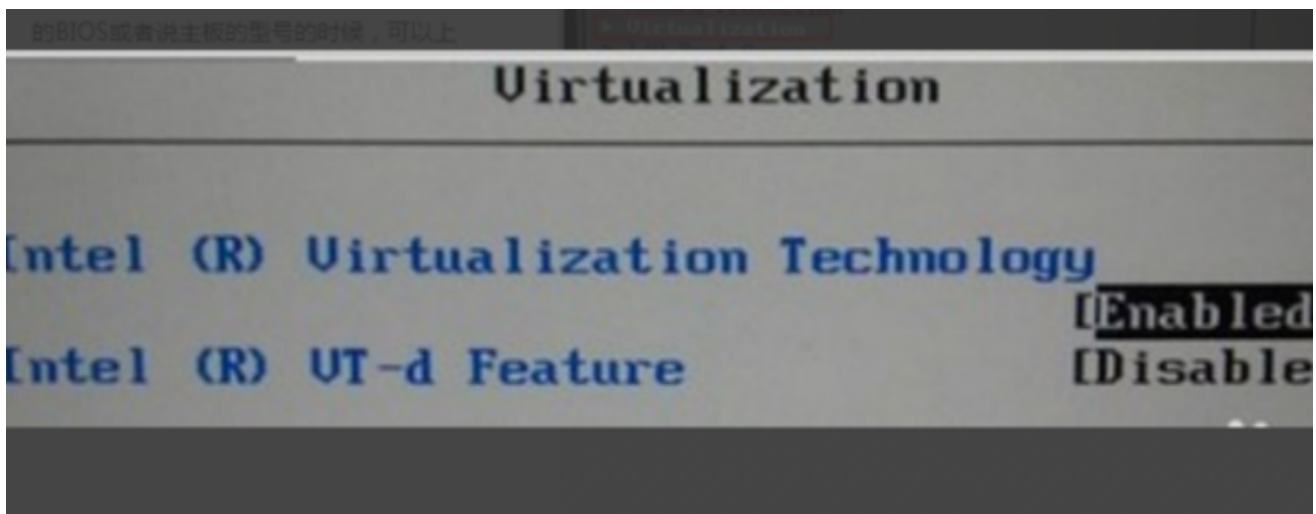 的BIOS或者说主板的型号的时候，可以上
▸ Virtualization
Virtualization
Intel (R) Virtualization Technology
[Enabled
Intel (R) VT-d Feature
[Disable